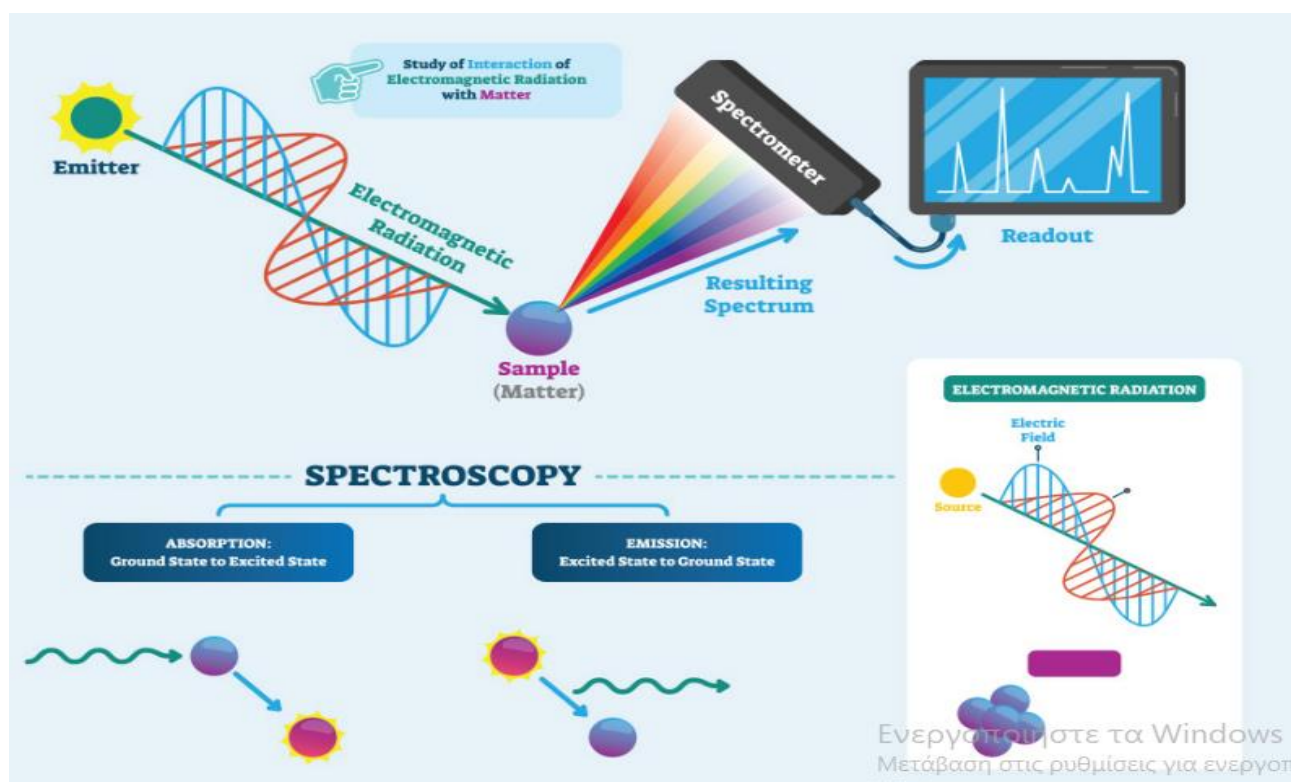 Study of Interaction of
Electromagnetic Radiation
with Matter
Emitter
Electromagnetic
Radiation
Spectrometer
Readout
Resulting
Spectrum
Sample
(Matter)
SPECTROSCOPY
ABSORPTION:
Ground State to Excited State
EMISSION:
Excited State to Ground State
ELECTROMAGNETIC RADIATION
Electric
Field
Source
Ενεργοποιήστε τα Windows
Μετάβαση στις ρυθμίσεις για